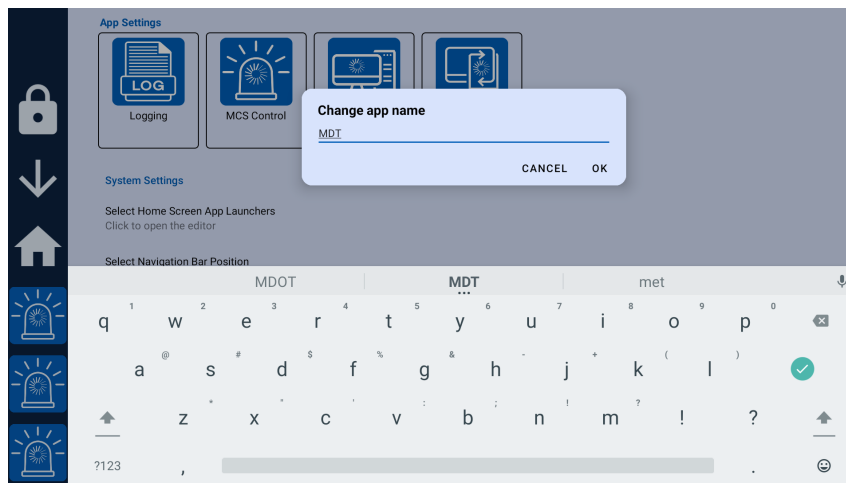 App Settings
LOG
Logging
MCS Control
Change app name
MDT
CANCEL OK
System Settings
Select Home Screen App Launchers
Click to open the editor
Select Navigation Bar Position
MDOT MDT met
1 2 3 4 5 6 7 8 9 0
q w e r t y u i o p
@ # $ % & - + ( )
a s d f g h j k l
* " ' : ; ! ?
z x c v b n m ! ?
?123 , .